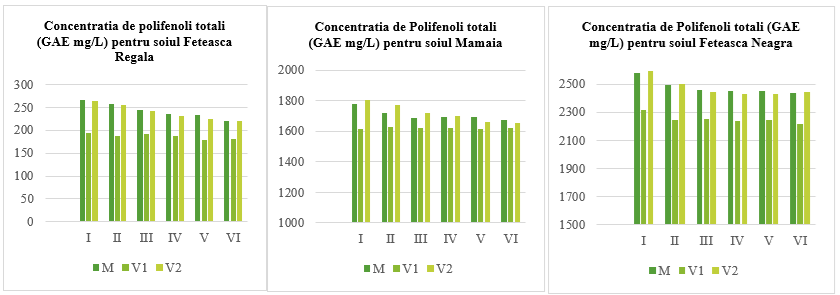 Concentratia de polifenoli totali
(GAE mg/L) pentru soiul Feteasca
Regala
300
250
200
150
100
50
0
I II III IV V VI
M V1 V2
Concentratia de Polifenoli totali
(GAE mg/L) pentru soiul Mamaia
2000
1800
1600
1400
1200
1000
I II III IV V VI
M V1 V2
Concentratia de Polifenoli totali (GAE
mg/L) pentru soiul Feteasca Neagra
2500
2300
2100
1900
1700
1500
I II III IV V VI
M V1 V2